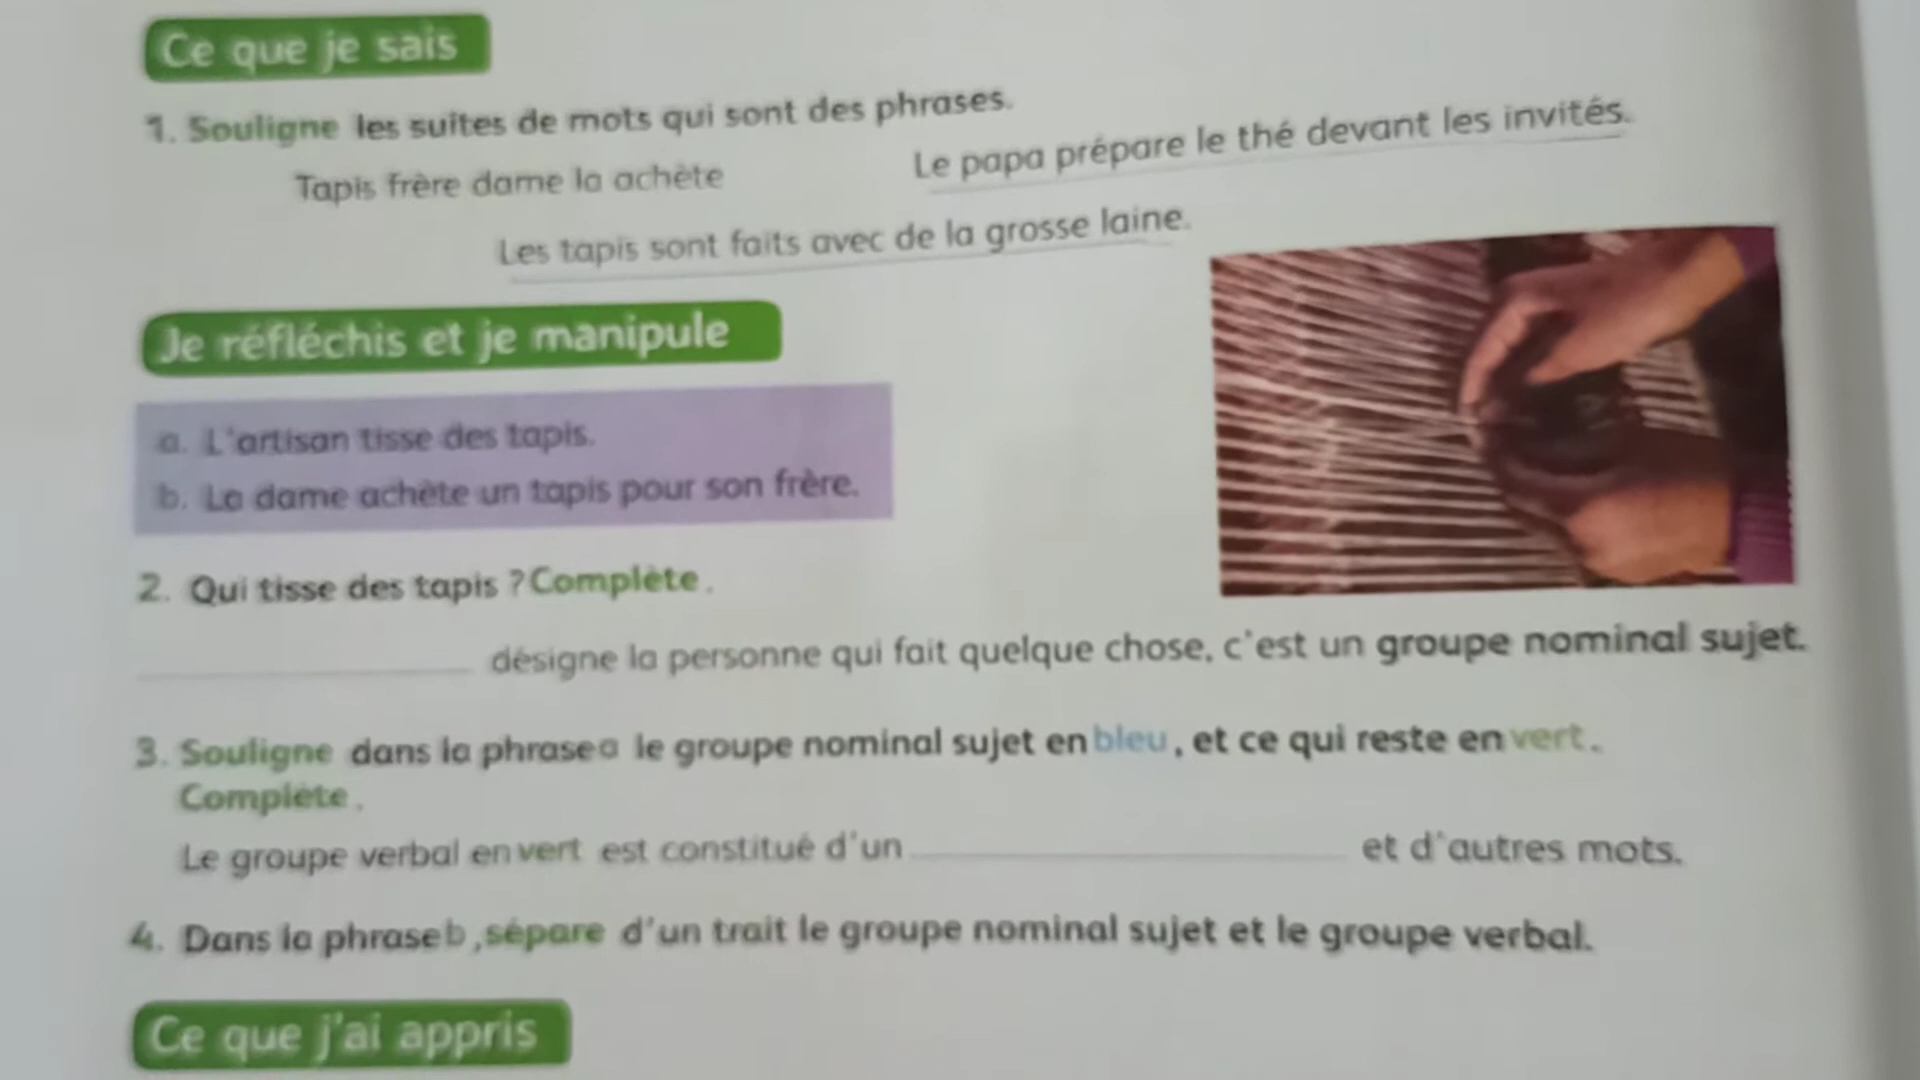 Ce que je sais
1. Souligne les suites de mots qui sont des phrases.
Tapis frère dame la achète
Le papa prépare le thé devant les invités.
Les tapis sont faits avec de la grosse laine.
Je réfléchis et je manipule
a. L'artisan tisse des tapis.
b. La dame achète un tapis pour son frère.
2. Qui tisse des tapis ? Complète.
désigne la personne qui fait quelque chose, c'est un groupe nominal sujet.
3. Souligne dans la phrase a le groupe nominal sujet en bleu, et ce qui reste en vert.
Complète.
Le groupe verbal en vert est constitué d'un et d'autres mots.
4. Dans la phrase b, sépare d'un trait le groupe nominal sujet et le groupe verbal.
Ce que j'ai appris